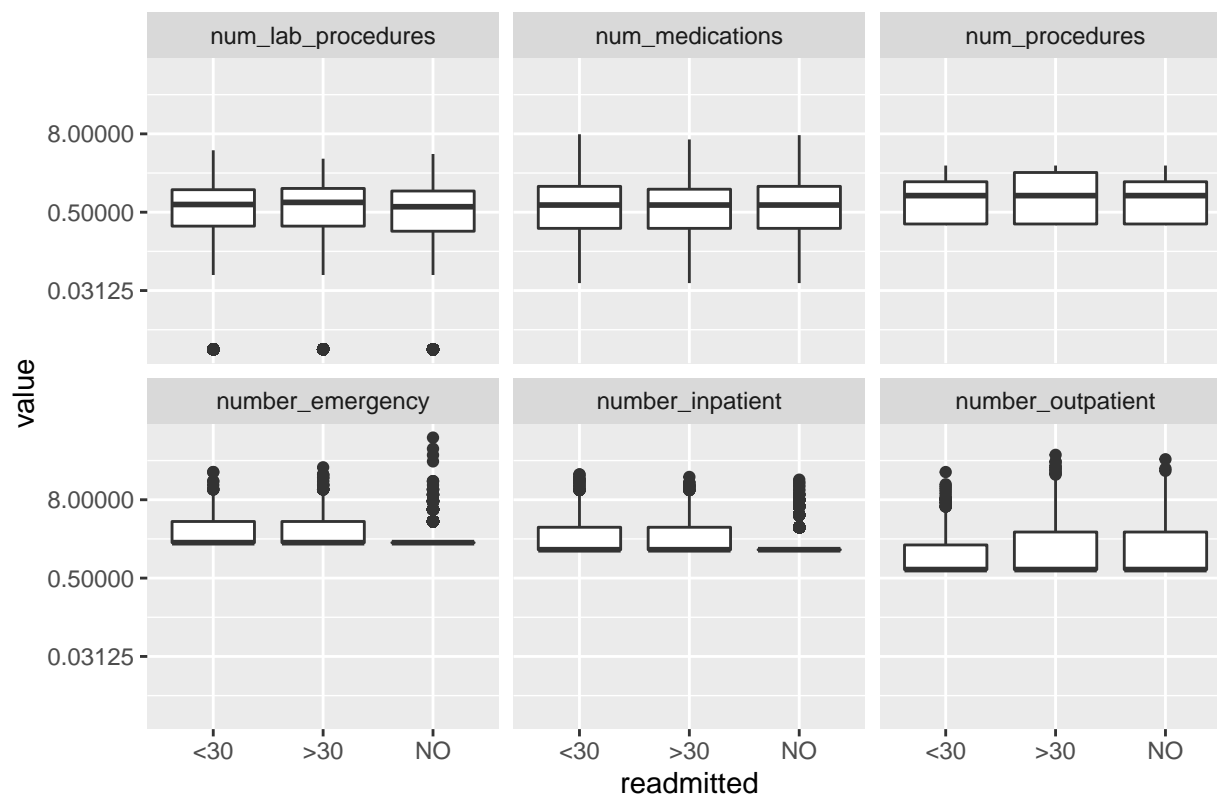 num_lab_procedures num_medications num_procedures
8.00000
0.50000
0.03125
value
number_emergency number_inpatient number_outpatient
8.00000
0.50000
0.03125
<30 >30 NO <30 >30 NO <30 >30 NO
readmitted